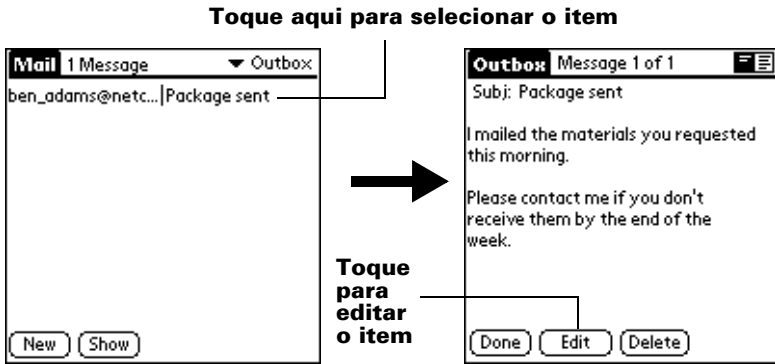 Toque aqui para selecionar o item
Mail 1 Message Outbox
ben_adams@netc... Package sent
New Show
Outbox Message 1 of 1
Subj: Package sent
I mailed the materials you requested
this morning.
Please contact me if you don't
receive them by the end of the
week.
Toque
para
editar
o item
Done Edit Delete